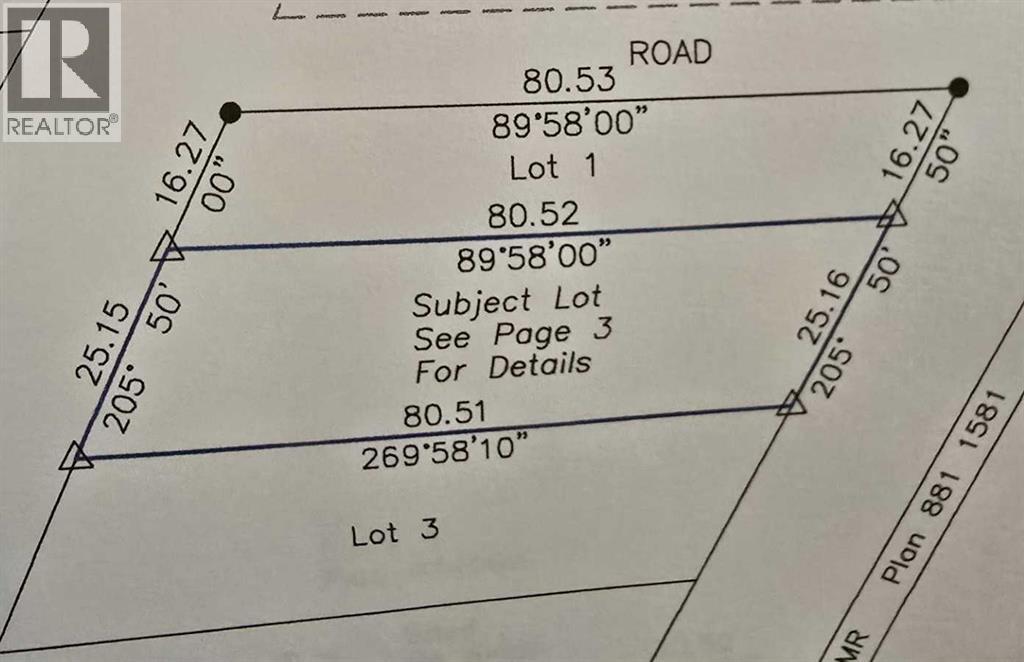 REALTOR®
ROAD
80.53
89°58'00"
16.27
00"
16.27
50"
Lot 1
80.52
89°58'00"
25.15
50'
205°
Subject Lot
See Page 3
For Details
25.16
50'
205°
80.51
269°58'10"
Lot 3
MR Plan 881 1581